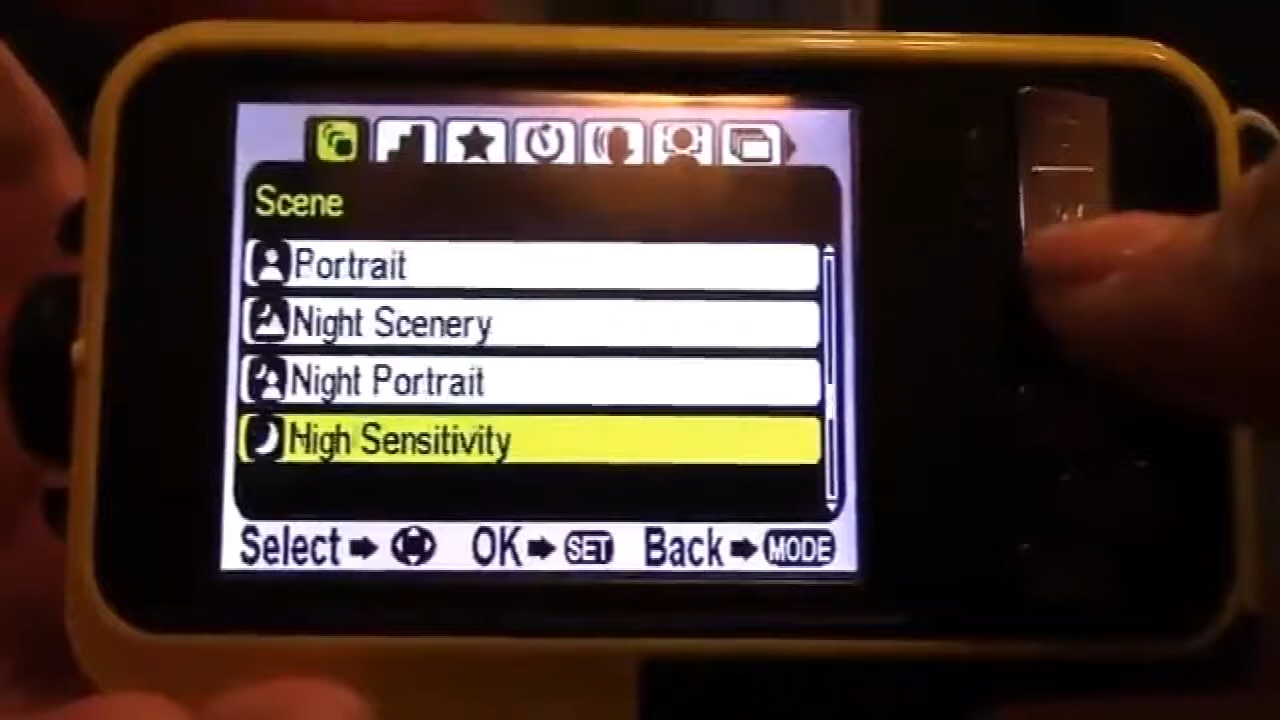 Scene
Portrait
Night Scenery
Night Portrait
High Sensitivity
Select OK SET Back MODE